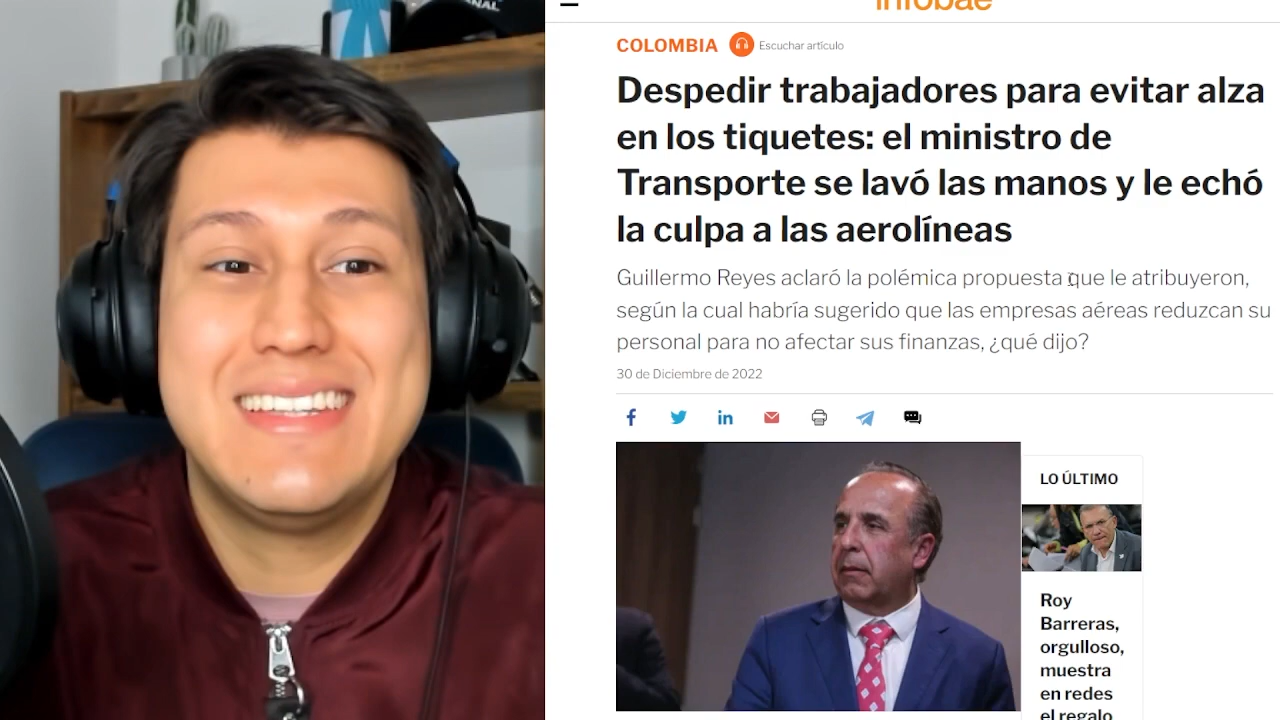 infobae
COLOMBIA
Escuchar artículo
Despedir trabajadores para evitar alza
en los tiquetes: el ministro de
Transporte se lavó las manos y le echó
la culpa a las aerolíneas
Guillermo Reyes aclaró la polémica propuesta que le atribuyeron,
según la cual habría sugerido que las empresas aéreas reduzcan su
personal para no afectar sus finanzas, ¿qué dijo?
30 de Diciembre de 2022
LO ÚLTIMO
Roy
Barreras,
orgulloso,
muestra
en redes
el regalo